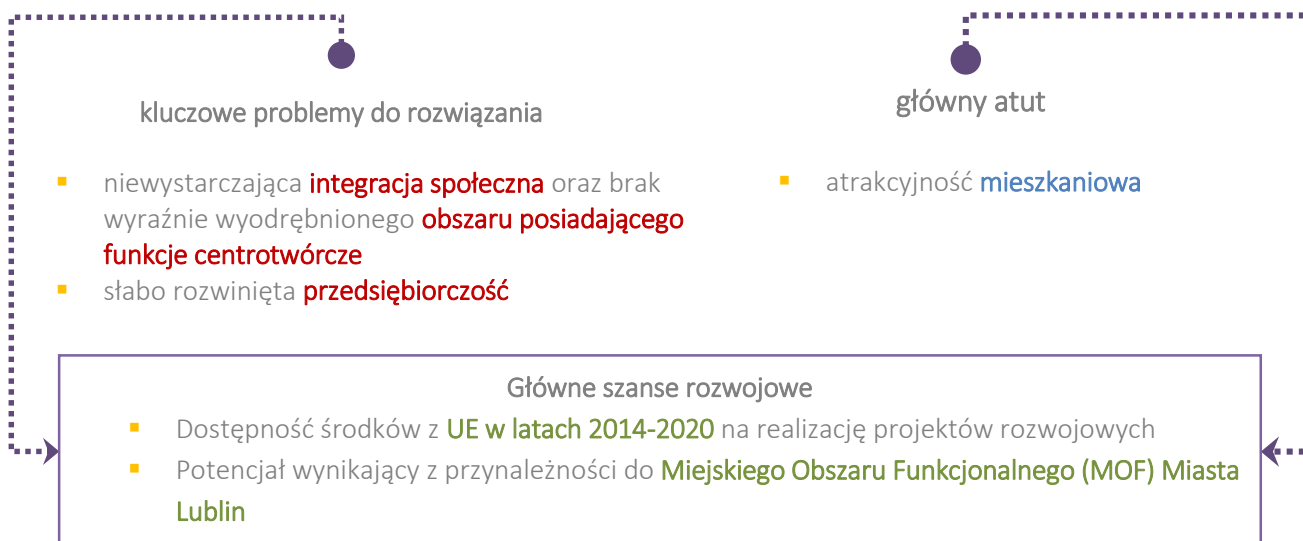 kluczowe problemy do rozwiązania
niewystarczająca integracja społeczna oraz brak
wyraźnie wyodrębnionego obszaru posiadającego
funkcje centrotwórcze
słabo rozwinięta przedsiębiorczość
główny atut
atrakcyjność mieszkaniowa
Główne szanse rozwojowe
Dostępność środków z UE w latach 2014-2020 na realizację projektów rozwojowych
Potencjał wynikający z przynależności do Miejskiego Obszaru Funkcjonalnego (MOF) Miasta
Lublin